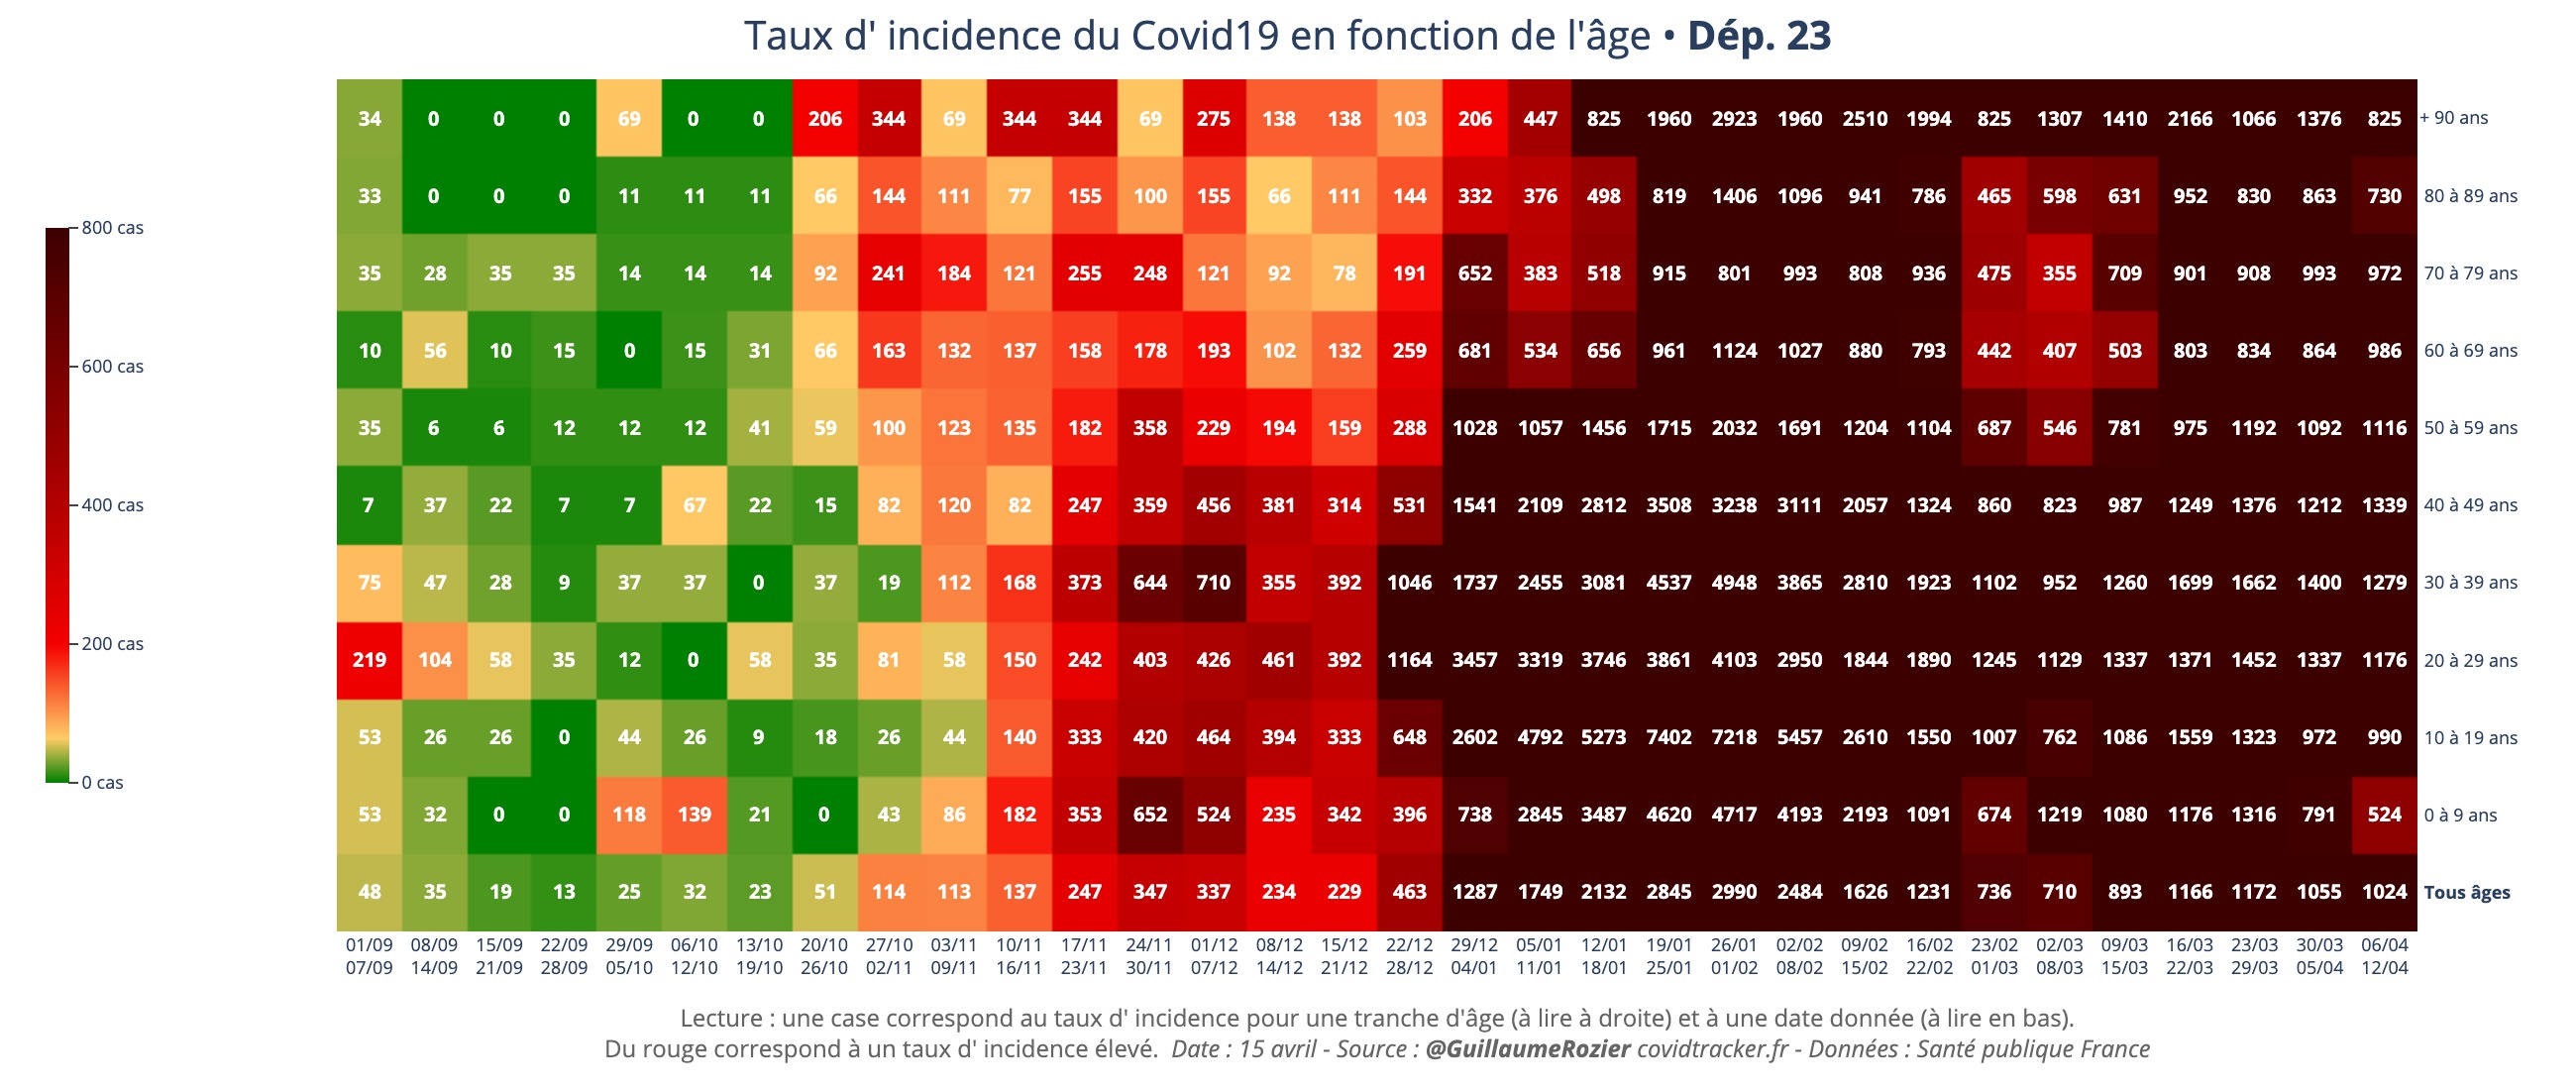 Taux d' incidence du Covid19 en fonction de l'âge • Dép. 23
34 0 0 0 69 0 0 206 344 69 344 344 69 275 138 138 103 206 447 825 1960 2923 1960 2510 1994 825 1307 1410 2166 1066 1376 825 + 90 ans
33 0 0 0 11 11 11 66 144 111 77 155 100 155 66 111 144 332 376 498 819 1406 1096 941 786 465 598 631 952 830 863 730 80 à 89 ans
800 cas
35 28 35 35 14 14 14 92 241 184 121 255 248 121 92 78 191 652 383 518 915 801 993 808 936 475 355 709 901 908 993 972 70 à 79 ans
10 56 10 15 0 15 31 66 163 132 137 158 178 193 102 132 259 681 534 656 961 1124 1027 880 793 442 407 503 803 834 864 986 60 à 69 ans
600 cas
35 6 6 12 12 12 41 59 100 123 135 182 358 229 194 159 288 1028 1057 1456 1715 2032 1691 1204 1104 687 546 781 975 1192 1092 1116 50 à 59 ans
400 cas
7 37 22 7 7 67 22 15 82 120 82 247 359 456 381 314 531 1541 2109 2812 3508 3238 3111 2057 1324 860 823 987 1249 1376 1212 1339 40 à 49 ans
75 47 28 9 37 37 0 37 19 112 168 373 644 710 355 392 1046 1737 2455 3081 4537 4948 3865 2810 1923 1102 952 1260 1699 1662 1400 1279 30 à 39 ans
200 cas
219 104 58 35 12 0 58 35 81 58 150 242 403 426 461 392 1164 3457 3319 3746 3861 4103 2950 1844 1890 1245 1129 1337 1371 1452 1337 1176 20 à 29 ans
53 26 26 0 44 26 9 18 26 44 140 333 420 464 394 333 648 2602 4792 5273 7402 7218 5457 2610 1550 1007 762 1086 1559 1323 972 990 10 à 19 ans
0 cas
53 32 0 0 118 139 21 0 43 86 182 353 652 524 235 342 396 738 2845 3487 4620 4717 4193 2193 1091 674 1219 1080 1176 1316 791 524 0 à 9 ans
48 35 19 13 25 32 23 51 114 113 137 247 347 337 234 229 463 1287 1749 2132 2845 2990 2484 1626 1231 736 710 893 1166 1172 1055 1024 Tous âges
01/09 08/09 15/09 22/09 29/09 06/10 13/10 20/10 27/10 03/11 10/11 17/11 24/11 01/12 08/12 15/12 22/12 29/12 05/01 12/01 19/01 26/01 02/02 09/02 16/02 23/02 02/03 09/03 16/03 23/03 30/03 06/04
07/09 14/09 21/09 28/09 05/10 12/10 19/10 26/10 02/11 09/11 16/11 23/11 30/11 07/12 14/12 21/12 28/12 04/01 11/01 18/01 25/01 01/02 08/02 15/02 22/02 01/03 08/03 15/03 22/03 29/03 05/04 12/04
Lecture : une case correspond au taux d' incidence pour une tranche d'âge (à lire à droite) et à une date donnée (à lire en bas).
Du rouge correspond à un taux d' incidence élevé. Date : 15 avril - Source : @GuillaumeRozier covidtracker.fr - Données : Santé publique France